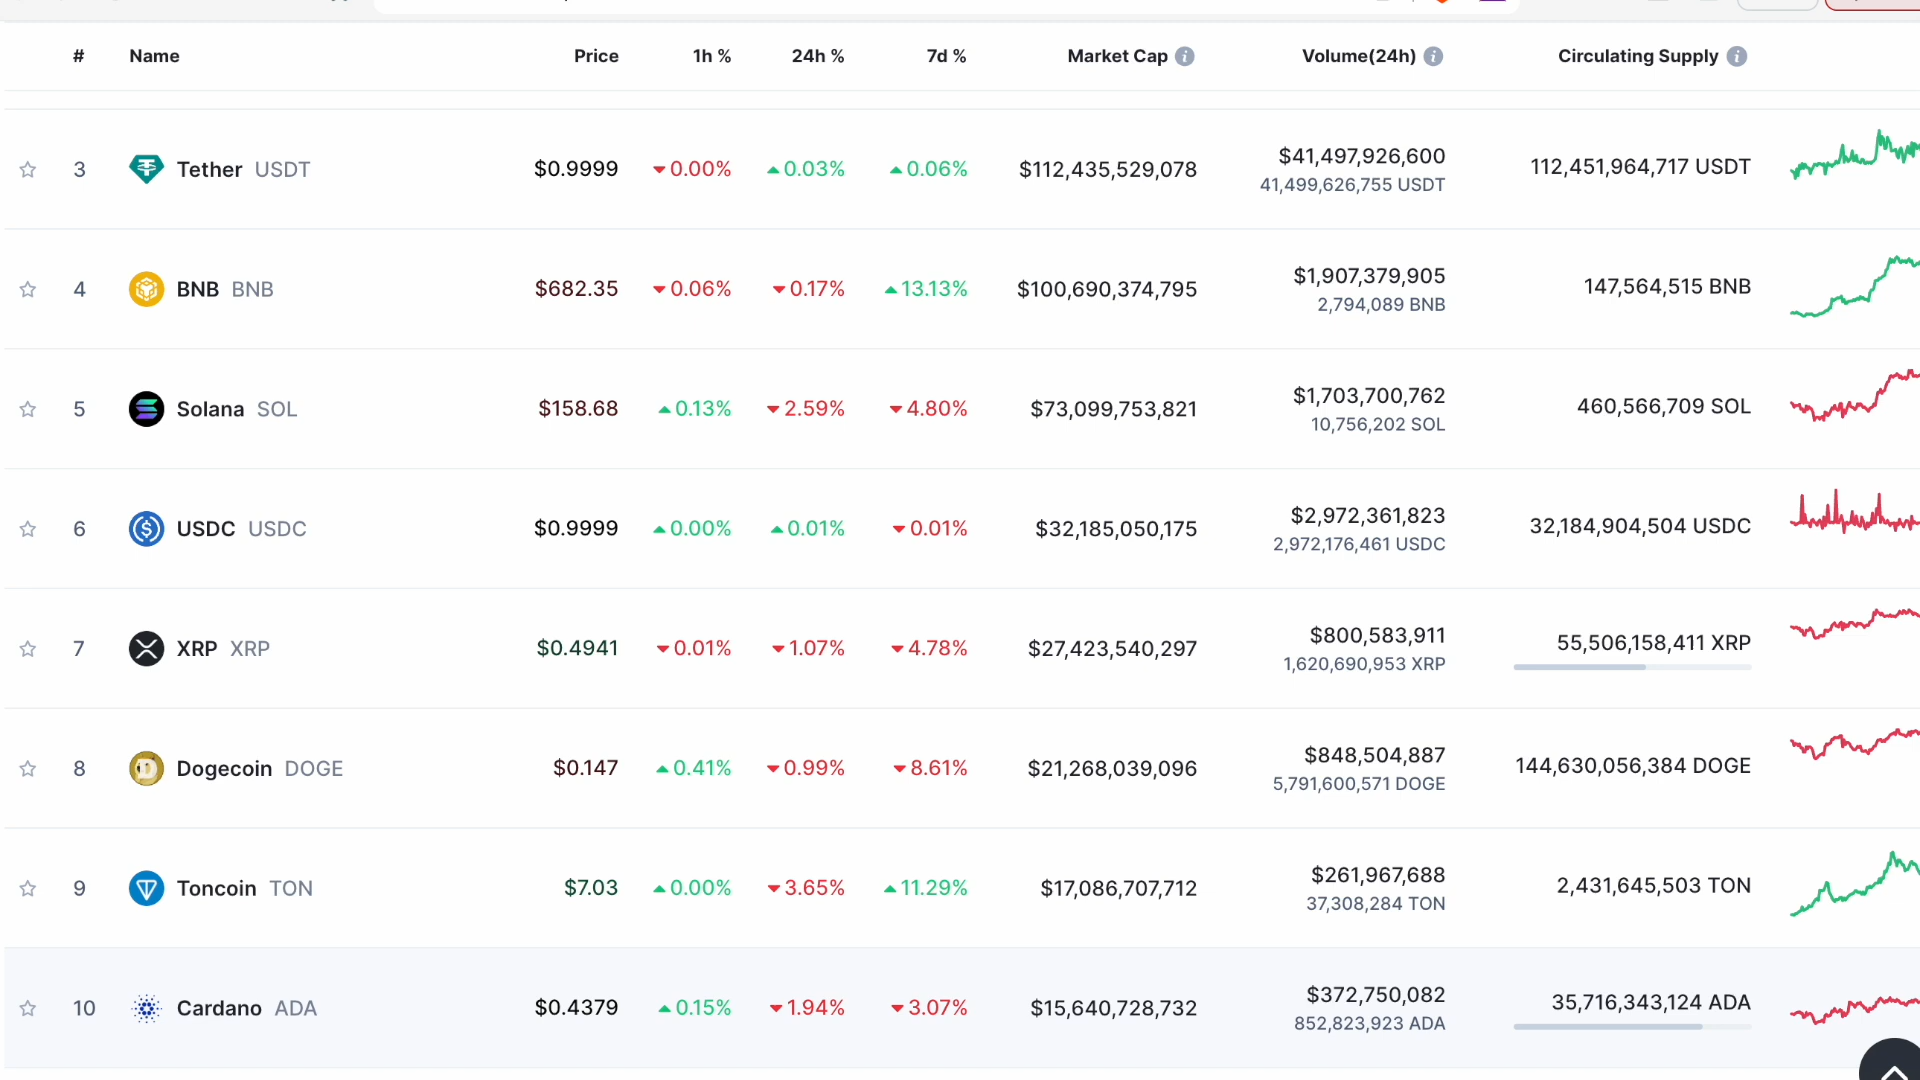 # Name Price 1h % 24h % 7d % Market Cap Volume(24h) Circulating Supply
3 Tether USDT $0.9999 0.00% 0.03% 0.06% $112,435,529,078 $41,497,926,600 112,451,964,717 USDT
41,499,626,755 USDT
4 BNB BNB $682.35 0.06% 0.17% 13.13% $100,690,374,795 $1,907,379,905 147,564,515 BNB
2,794,089 BNB
5 Solana SOL $158.68 0.13% 2.59% 4.80% $73,099,753,821 $1,703,700,762 460,566,709 SOL
10,756,202 SOL
6 USDC USDC $0.9999 0.00% 0.01% 0.01% $32,185,050,175 $2,972,361,823 32,184,904,504 USDC
2,972,176,461 USDC
7 XRP XRP $0.4941 0.01% 1.07% 4.78% $27,423,540,297 $800,583,911 55,506,158,411 XRP
1,620,690,953 XRP
8 Dogecoin DOGE $0.147 0.41% 0.99% 8.61% $21,268,039,096 $848,504,887 144,630,056,384 DOGE
5,791,600,571 DOGE
9 Toncoin TON $7.03 0.00% 3.65% 11.29% $17,086,707,712 $261,967,688 2,431,645,503 TON
37,308,284 TON
10 Cardano ADA $0.4379 0.15% 1.94% 3.07% $15,640,728,732 $372,750,082 35,716,343,124 ADA
852,823,923 ADA